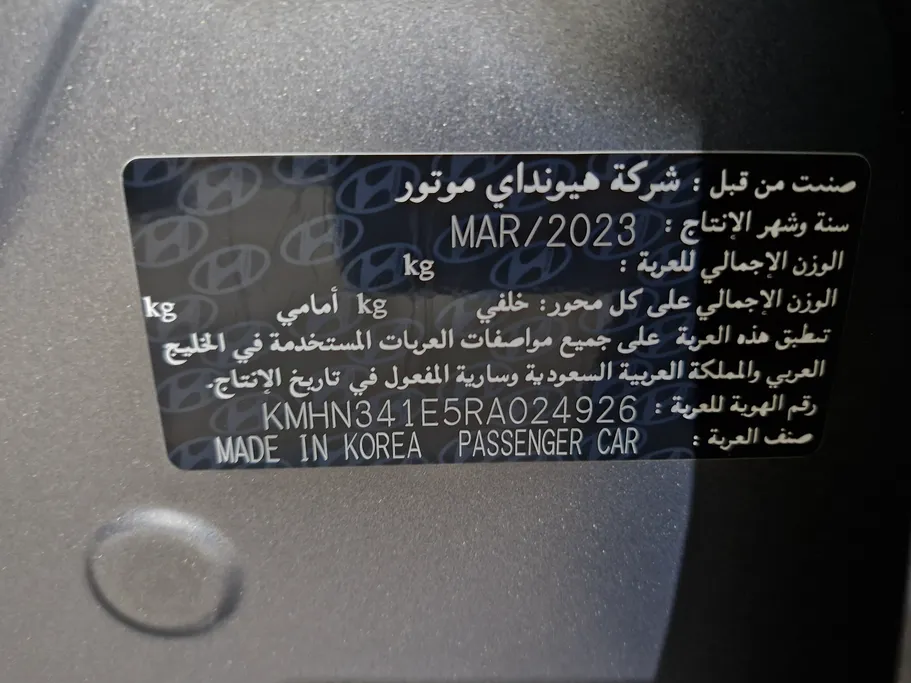 صنعت من قبل : شركة هيونداي موتور
سنة وشهر الإنتاج : MAR/2023
الوزن الإجمالي للعربة : kg
الوزن الإجمالي على كل محور: خلفي kg أمامي kg
تنطبق هذه العربة على جميع مواصفات العربات المستخدمة في الخليج
العربي والمملكة العربية السعودية وسارية المفعول في تاريخ الإنتاج.
رقم الهوية للعربة : KMHN341E5RA024926
صنف العربة : MADE IN KOREA PASSENGER CAR